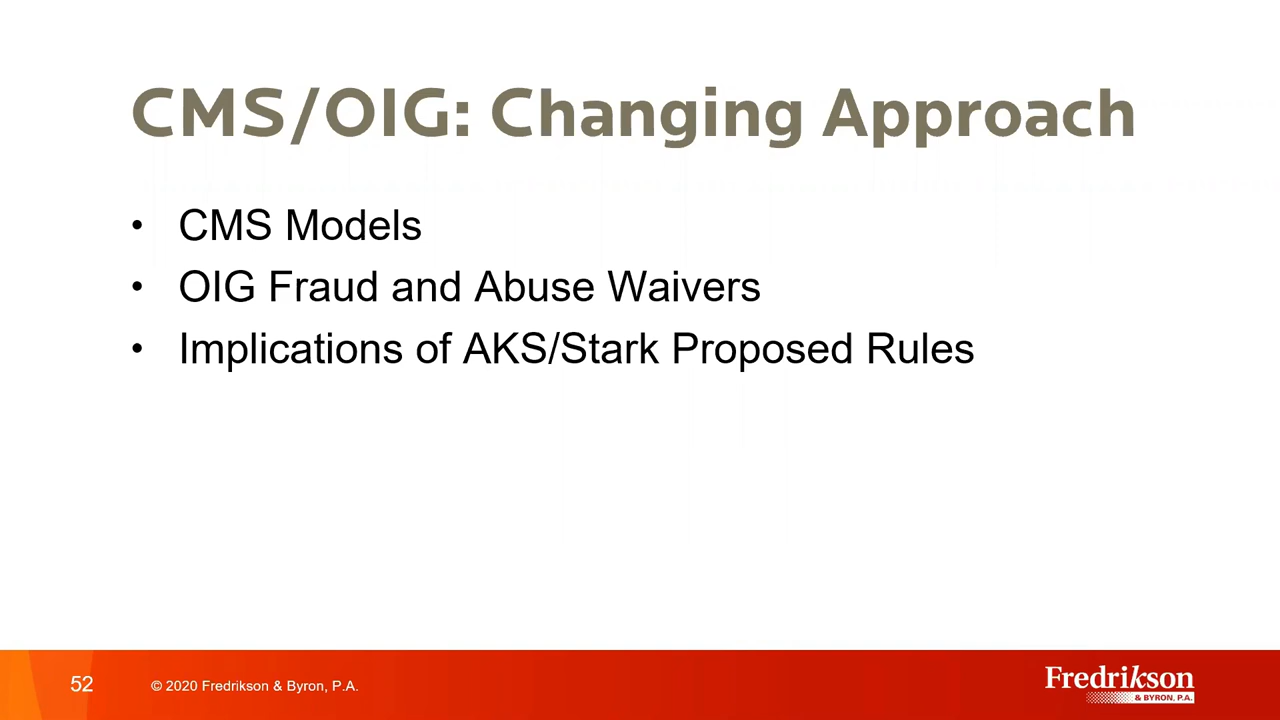 CMS/OIG: Changing Approach
• CMS Models
• OIG Fraud and Abuse Waivers
• Implications of AKS/Stark Proposed Rules
52
© 2020 Fredrikson & Byron, P.A.
Fredrikson
& BYRON, P.A.